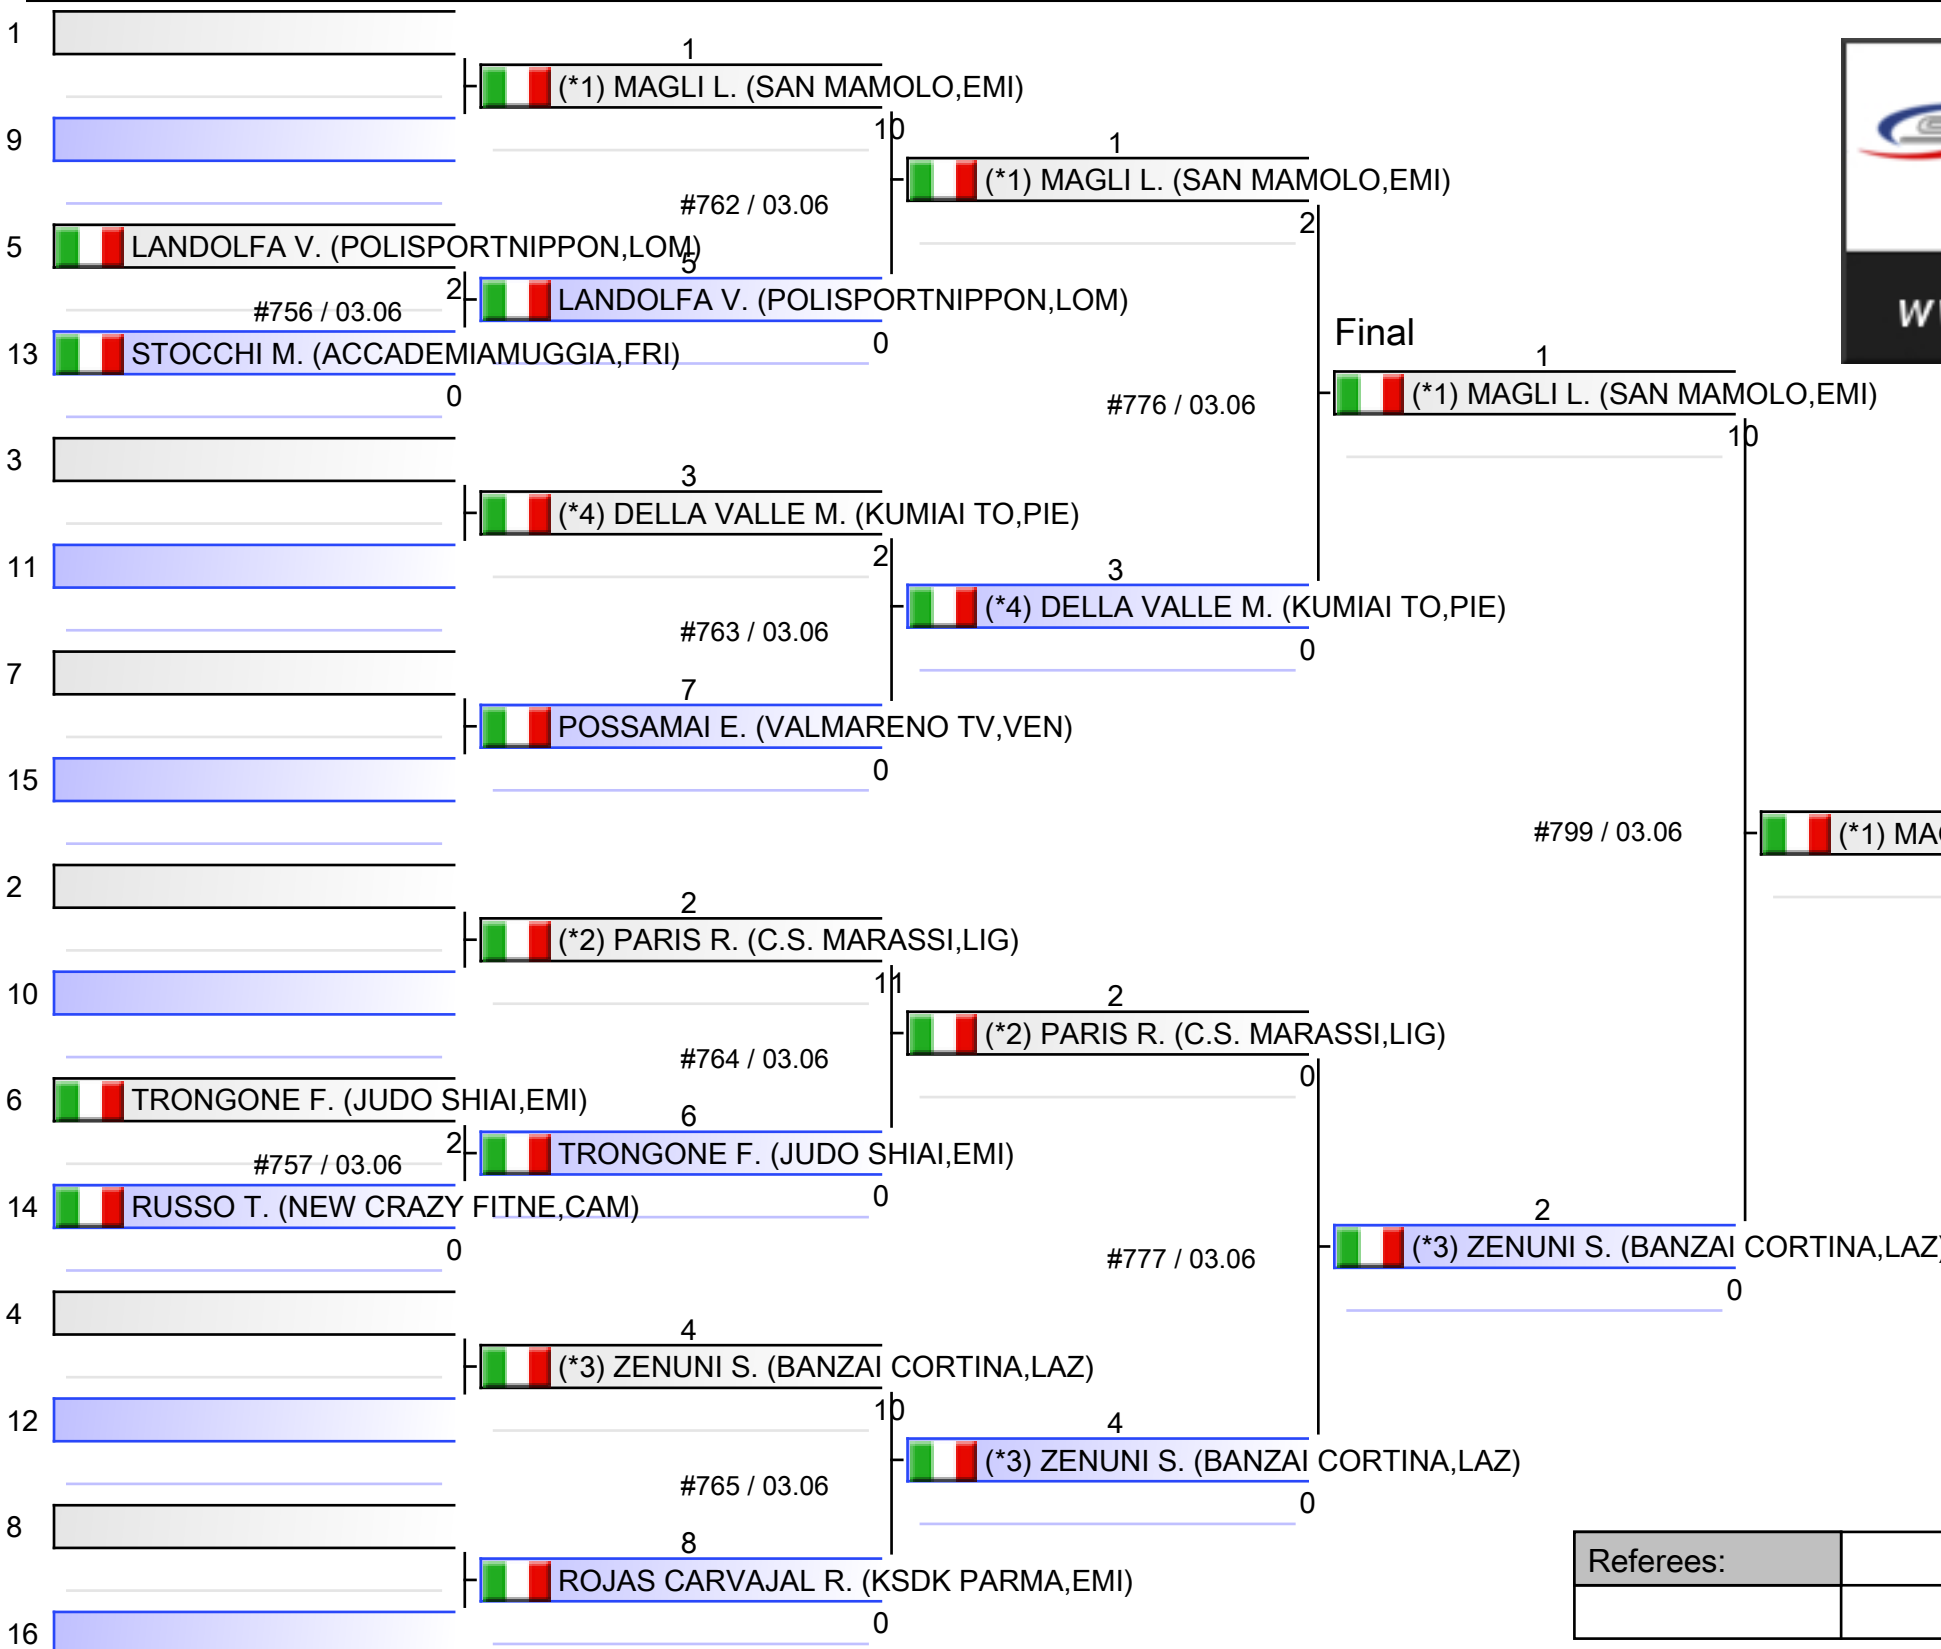 1
1
(*1) MAGLI L. (SAN MAMOLO,EMI)
9
10
1
(*1) MAGLI L. (SAN MAMOLO,EMI)
#762 / 03.06
2
5
LANDOLFA V. (POLISPORTNIPPON,LOM)
5
2
LANDOLFA V. (POLISPORTNIPPON,LOM)
#756 / 03.06
0
13
STOCCHI M. (ACCADEMIAMUGGIA,FRI)
0
Final
1
(*1) MAGLI L. (SAN MAMOLO,EMI)
#776 / 03.06
10
3
3
(*4) DELLA VALLE M. (KUMIAI TO,PIE)
11
2
3
(*4) DELLA VALLE M. (KUMIAI TO,PIE)
#763 / 03.06
0
7
7
POSSAMAI E. (VALMARENO TV,VEN)
15
0
#799 / 03.06
(*1) MA
2
2
(*2) PARIS R. (C.S. MARASSI,LIG)
10
11
2
(*2) PARIS R. (C.S. MARASSI,LIG)
#764 / 03.06
0
6
TRONGONE F. (JUDO SHIAI,EMI)
6
2
TRONGONE F. (JUDO SHIAI,EMI)
#757 / 03.06
0
14
RUSSO T. (NEW CRAZY FITNE,CAM)
0
2
(*3) ZENUNI S. (BANZAI CORTINA,LAZ)
#777 / 03.06
0
4
4
(*3) ZENUNI S. (BANZAI CORTINA,LAZ)
12
10
4
(*3) ZENUNI S. (BANZAI CORTINA,LAZ)
#765 / 03.06
0
8
8
ROJAS CARVAJAL R. (KSDK PARMA,EMI)
0
16
Referees: